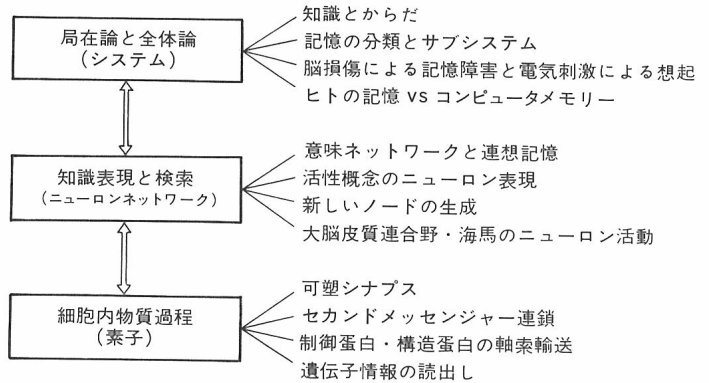 局在論と全体論
(システム)
知識とからだ
記憶の分類とサブシステム
脳損傷による記憶障害と電気刺激による想起
ヒトの記憶 vs コンピュータメモリー
知識表現と検索
(ニューロンネットワーク)
意味ネットワークと連想記憶
活性概念のニューロン表現
新しいノードの生成
大脳皮質連合野・海馬のニューロン活動
細胞内物質過程
(素子)
可塑シナプス
セカンドメッセンジャー連鎖
制御蛋白・構造蛋白の軸索輸送
遺伝子情報の読出し